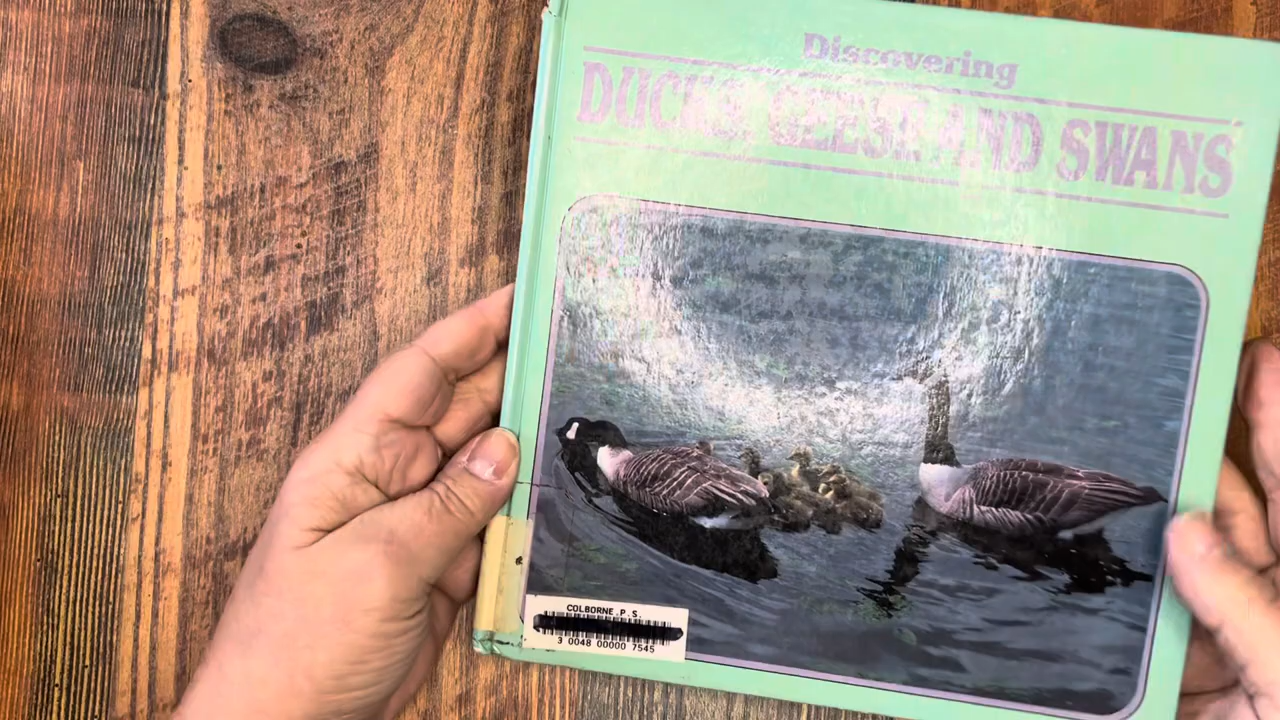 Discovering
DUCKS, GEESE AND SWANS
COLBORNE P.S.
3 0048 00000 7545